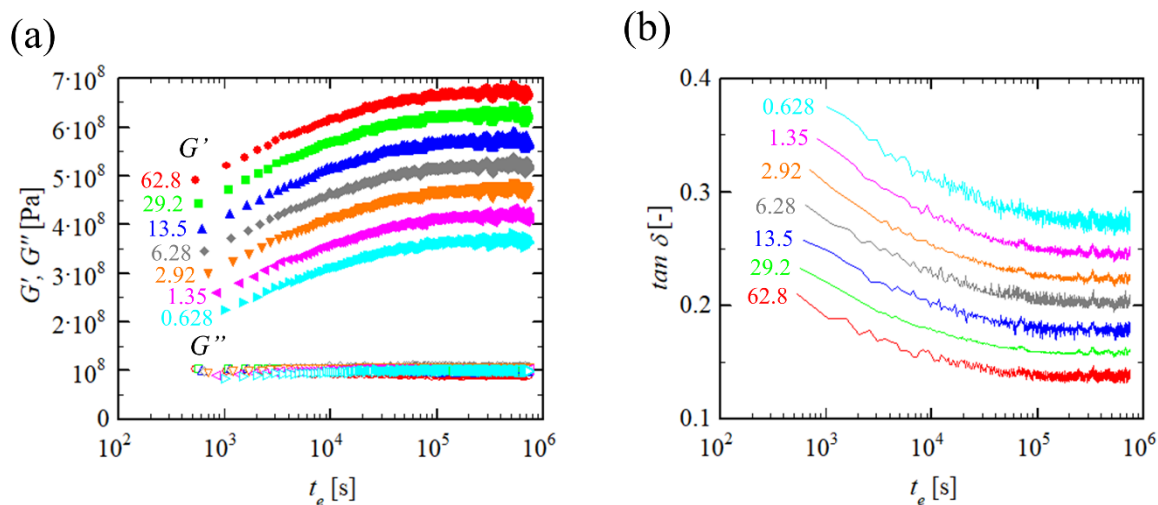 (a)
7·10⁸
6·10⁸
5·10⁸
4·10⁸
3·10⁸
2·10⁸
10⁸
0
G', G'' [Pa]
G'
62.8
29.2
13.5
6.28
2.92
1.35
0.628
G''
10² 10³ 10⁴ 10⁵ 10⁶
tₑ [s]
(b)
0.4
0.3
0.2
0.1
tan δ [-]
0.628
1.35
2.92
6.28
13.5
29.2
62.8
10² 10³ 10⁴ 10⁵ 10⁶
tₑ [s]